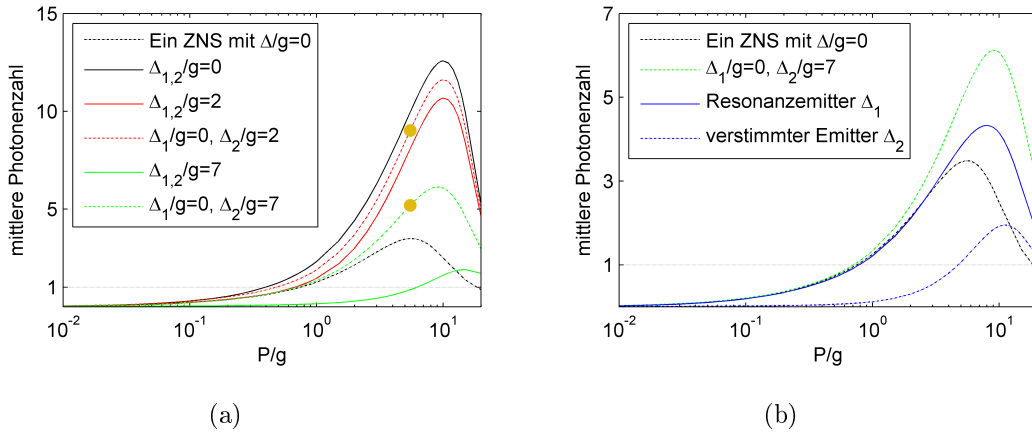 (a)
mittlere Photonenzahl
15
10
5
1
Ein ZNS mit Δ/g=0
Δ₁,₂/g=0
Δ₁,₂/g=2
Δ₁/g=0, Δ₂/g=2
Δ₁,₂/g=7
Δ₁/g=0, Δ₂/g=7
10⁻² 10⁻¹ 10⁰ 10¹
P/g
(b)
mittlere Photonenzahl
7
5
3
1
Ein ZNS mit Δ/g=0
Δ₁/g=0, Δ₂/g=7
Resonanzemitter Δ₁
verstimmter Emitter Δ₂
10⁻² 10⁻¹ 10⁰ 10¹
P/g